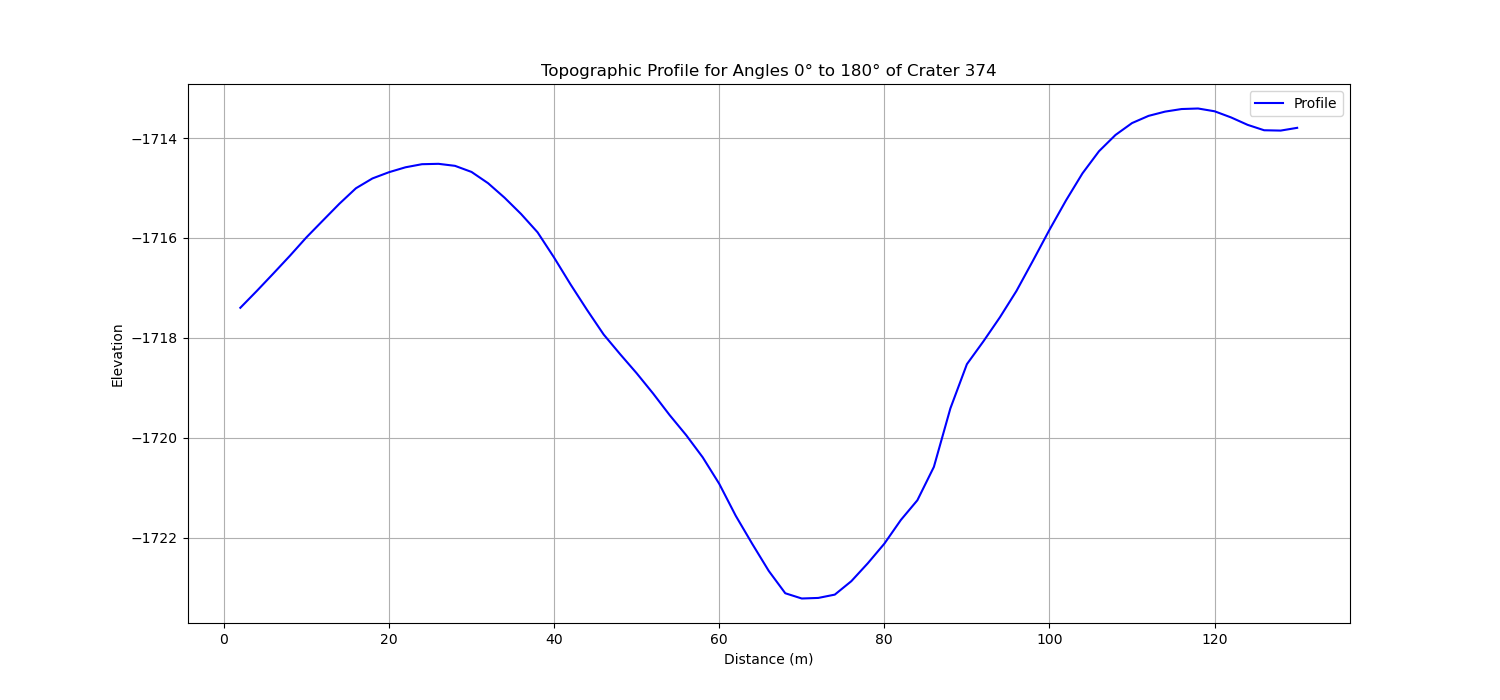 Topographic Profile for Angles 0° to 180° of Crater 374
Profile
−1714
−1716
−1718
−1720
−1722
Elevation
0 20 40 60 80 100 120
Distance (m)